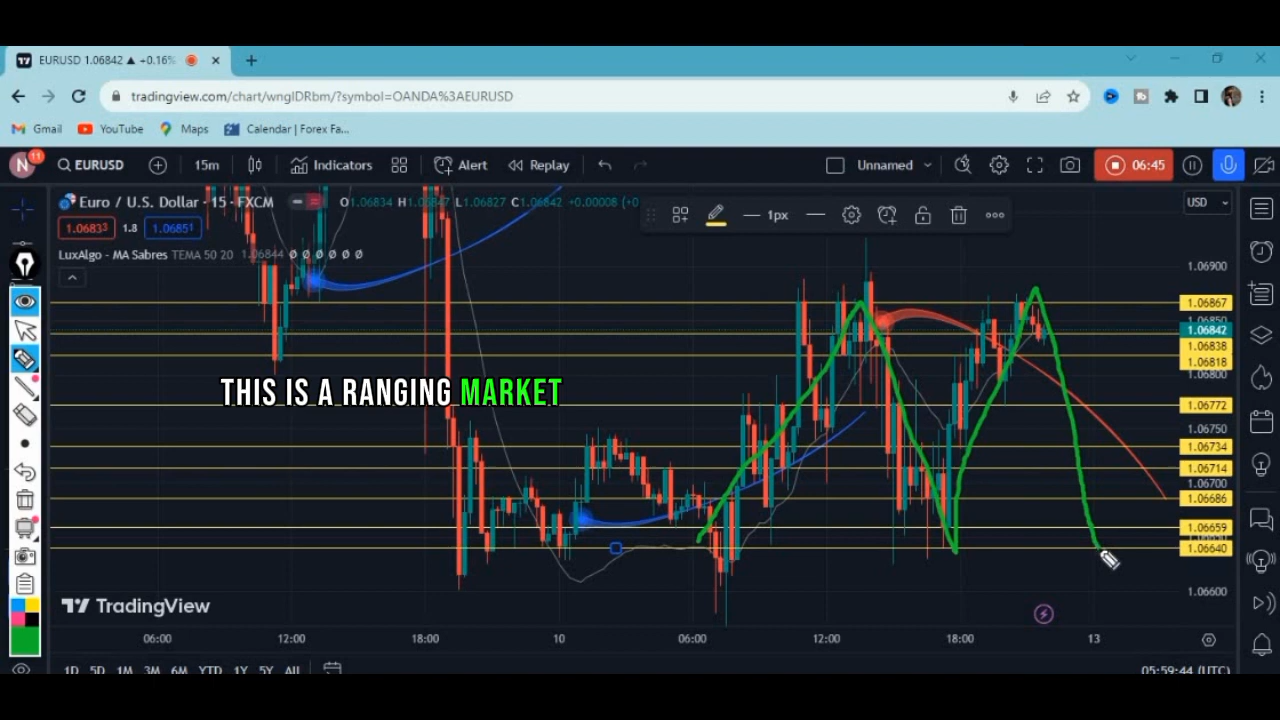 EURUSD 1.06842 ▲ +0.16%
tradingview.com/chart/wngIDRbm/?symbol=OANDA%3AEURUSD
Gmail YouTube Maps Calendar | Forex Fa...
N 11 EURUSD 15m Indicators Alert Replay Unnamed 06:45
Euro / U.S. Dollar · 15 · FXCM O1.06834 H1.06847 L1.06827 C1.06842 +0.00008 (+0
USD
1px
1.06833 1.8 1.06851
LuxAlgo - MA Sabres TEMA 50 20 1.06844 Ø Ø Ø Ø Ø Ø
1.06900
1.06867
1.06850
1.06842
1.06838
1.06818
1.06800
THIS IS A RANGING MARKET
1.06772
1.06750
1.06734
1.06714
1.06700
1.06686
1.06659
1.06640
1.06600
TradingView
06:00 12:00 18:00 10 06:00 12:00 18:00 13
1D 5D 1M 3M 6M YTD 1Y 5Y All 05:59:44 (UTC)